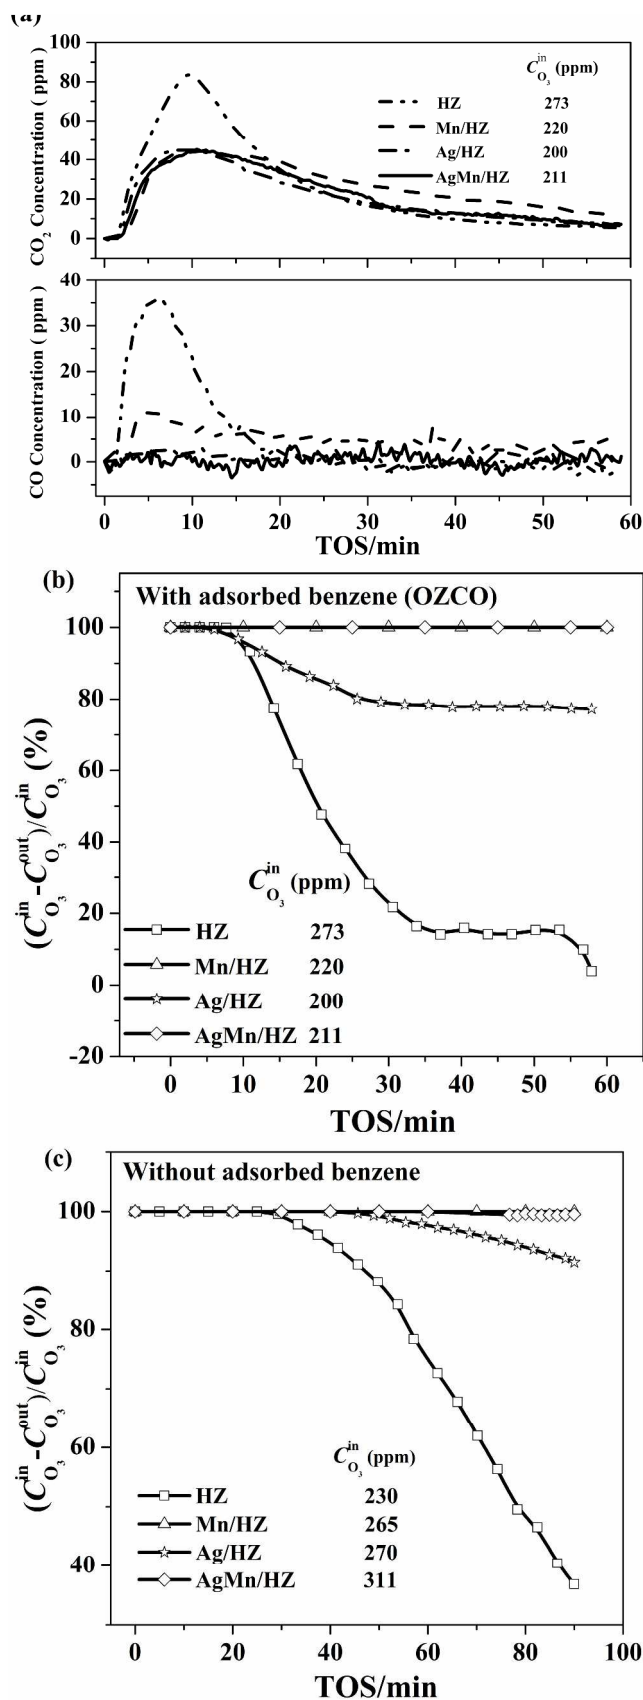 (a)
100
80
60
40
20
0
CO2 Concentration ( ppm )
C O3 in (ppm)
HZ 273
Mn/HZ 220
Ag/HZ 200
AgMn/HZ 211
40
30
20
10
0
CO Concentration ( ppm )
0 10 20 30 40 50 60
TOS/min
(b)
With adsorbed benzene (OZCO)
100
80
60
40
20
0
-20
(C O3 in -C O3 out)/C O3 in (%)
C O3 in (ppm)
HZ 273
Mn/HZ 220
Ag/HZ 200
AgMn/HZ 211
0 10 20 30 40 50 60
TOS/min
(c)
Without adsorbed benzene
100
80
60
40
(C O3 in -C O3 out)/C O3 in (%)
C O3 in (ppm)
HZ 230
Mn/HZ 265
Ag/HZ 270
AgMn/HZ 311
0 20 40 60 80 100
TOS/min